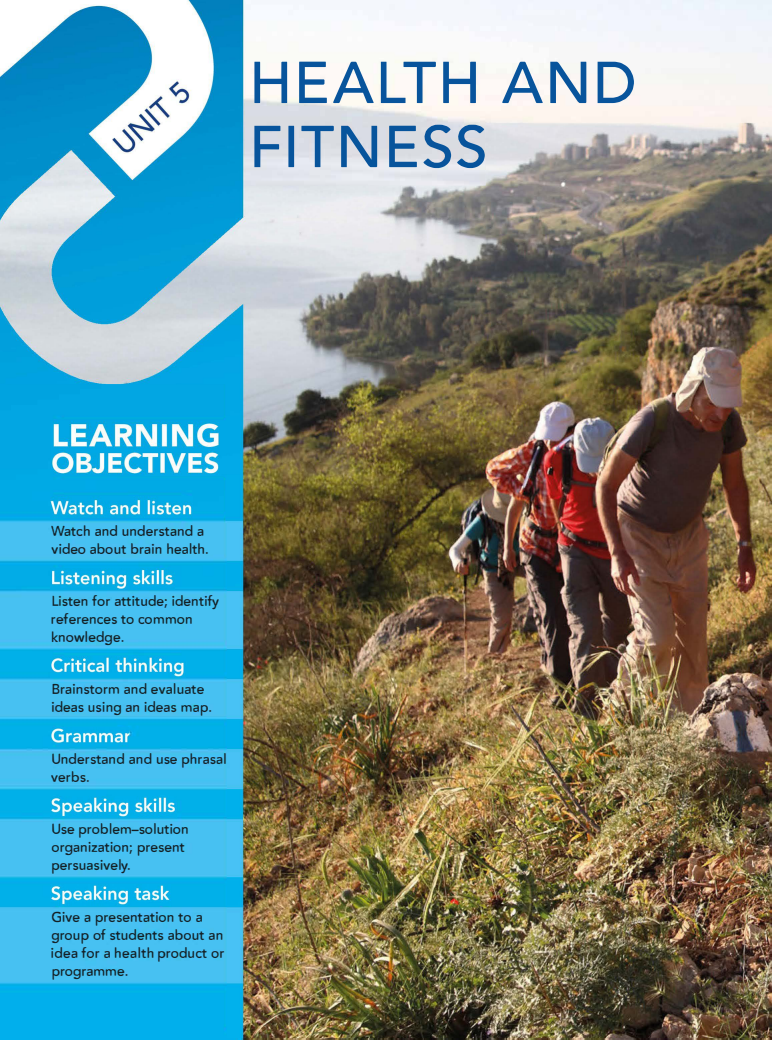 UNIT 5
HEALTH AND
FITNESS
LEARNING
OBJECTIVES
Watch and listen
Watch and understand a
video about brain health.
Listening skills
Listen for attitude; identify
references to common
knowledge.
Critical thinking
Brainstorm and evaluate
ideas using an ideas map.
Grammar
Understand and use phrasal
verbs.
Speaking skills
Use problem–solution
organization; present
persuasively.
Speaking task
Give a presentation to a
group of students about an
idea for a health product or
programme.